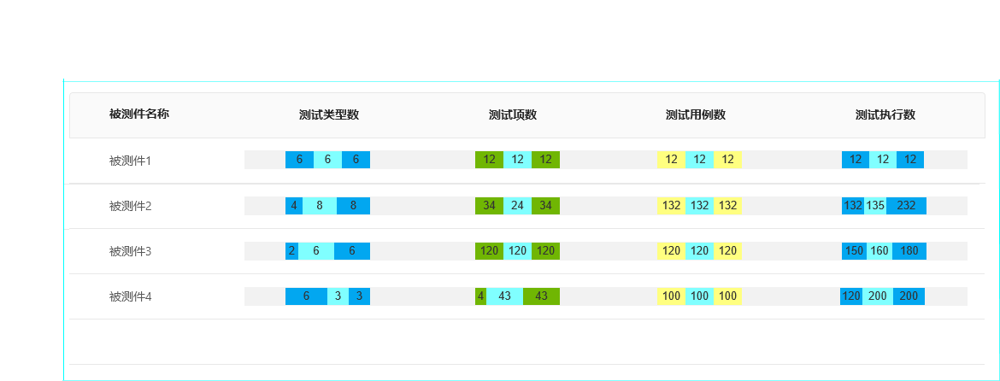 被测件名称 测试类型数 测试项数 测试用例数 测试执行数
被测件1 6 6 6 12 12 12 12 12 12 12 12 12
被测件2 4 8 8 34 24 34 132 132 132 132 135 232
被测件3 2 6 6 120 120 120 120 120 120 150 160 180
被测件4 6 3 3 4 43 43 100 100 100 120 200 200